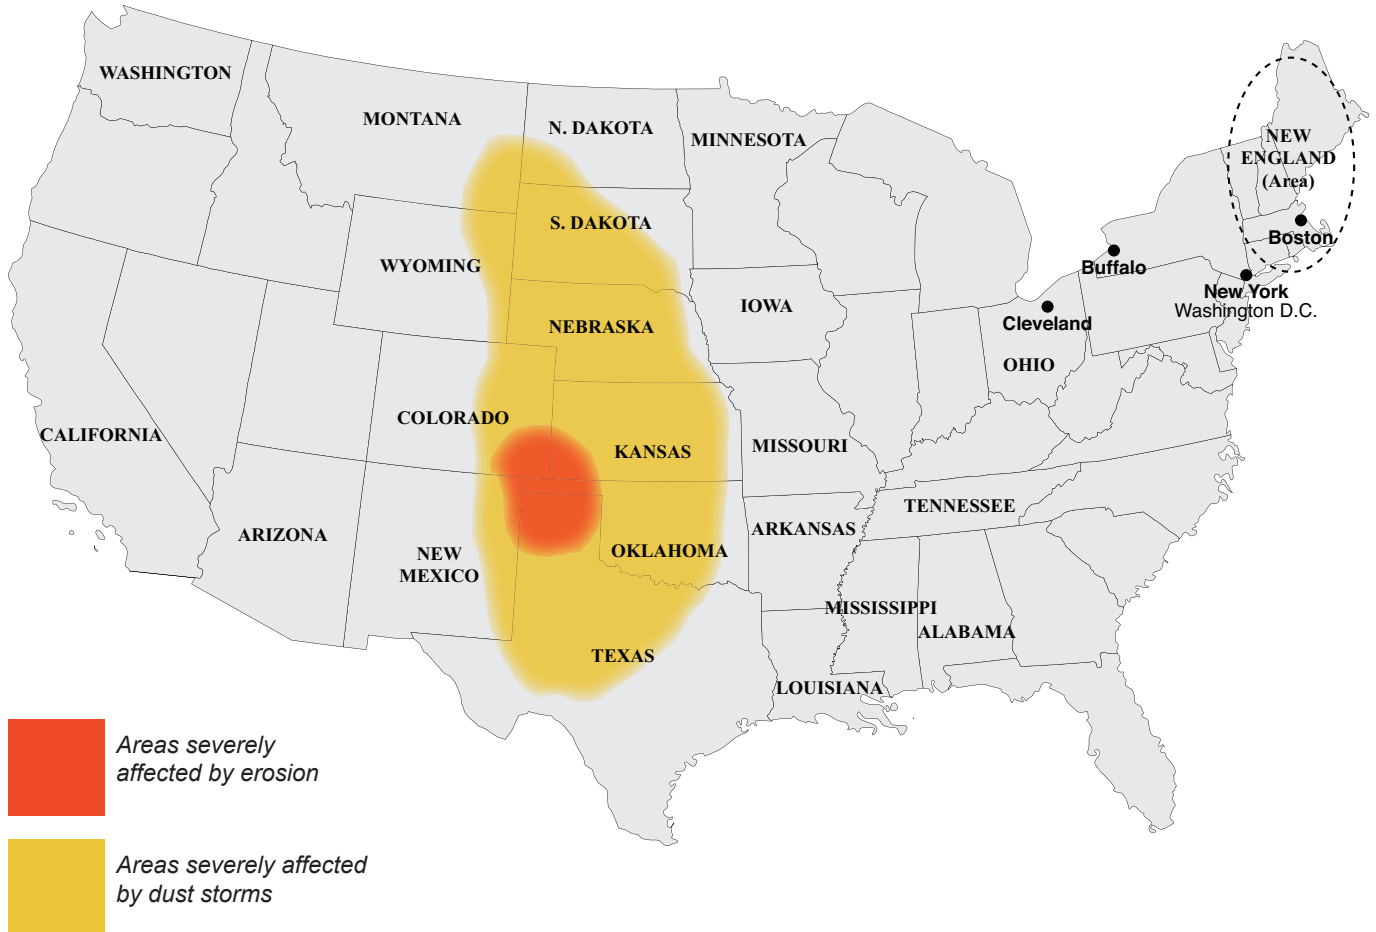 WASHINGTON
MONTANA
N. DAKOTA
MINNESOTA
NEW
ENGLAND
(Area)
S. DAKOTA
Boston
WYOMING
Buffalo
New York
Washington D.C.
IOWA
NEBRASKA
Cleveland
OHIO
COLORADO
CALIFORNIA
KANSAS
MISSOURI
TENNESSEE
ARIZONA
ARKANSAS
NEW
MEXICO
OKLAHOMA
MISSISSIPPI
ALABAMA
TEXAS
LOUISIANA
Areas severely
affected by erosion
Areas severely affected
by dust storms